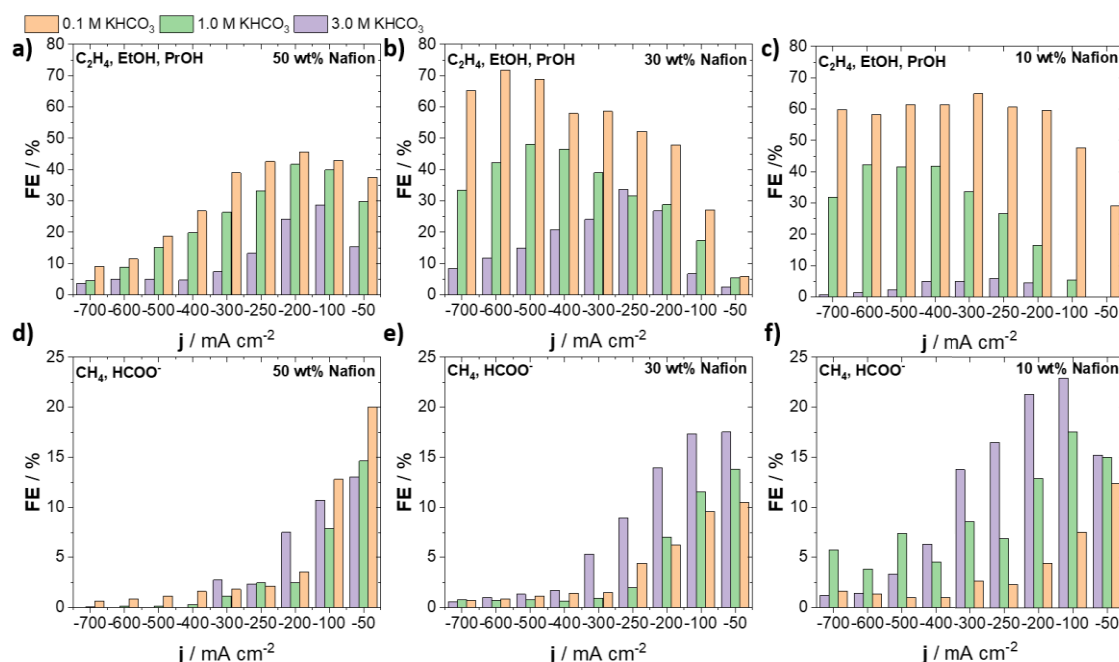 0.1 M KHCO₃ 1.0 M KHCO₃ 3.0 M KHCO₃
a)
C₂H₄, EtOH, PrOH 50 wt% Nafion
80
70
60
50
40
30
20
10
0
FE / %
-700 -600 -500 -400 -300 -250 -200 -100 -50
j / mA cm⁻²
b)
C₂H₄, EtOH, PrOH 30 wt% Nafion
80
70
60
50
40
30
20
10
0
FE / %
-700 -600 -500 -400 -300 -250 -200 -100 -50
j / mA cm⁻²
c)
C₂H₄, EtOH, PrOH 10 wt% Nafion
80
70
60
50
40
30
20
10
0
FE /%
-700 -600 -500 -400 -300 -250 -200 -100 -50
j / mA cm⁻²
d)
CH₄, HCOO⁻ 50 wt% Nafion
25
20
15
10
5
0
FE / %
-700 -600 -500 -400 -300 -250 -200 -100 -50
j / mA cm⁻²
e)
CH₄, HCOO⁻ 30 wt% Nafion
25
20
15
10
5
0
FE / %
-700 -600 -500 -400 -300 -250 -200 -100 -50
j / mA cm⁻²
f)
CH₄, HCOO⁻ 10 wt% Nafion
25
20
15
10
5
0
FE / %
-700 -600 -500 -400 -300 -250 -200 -100 -50
j / mA cm⁻²